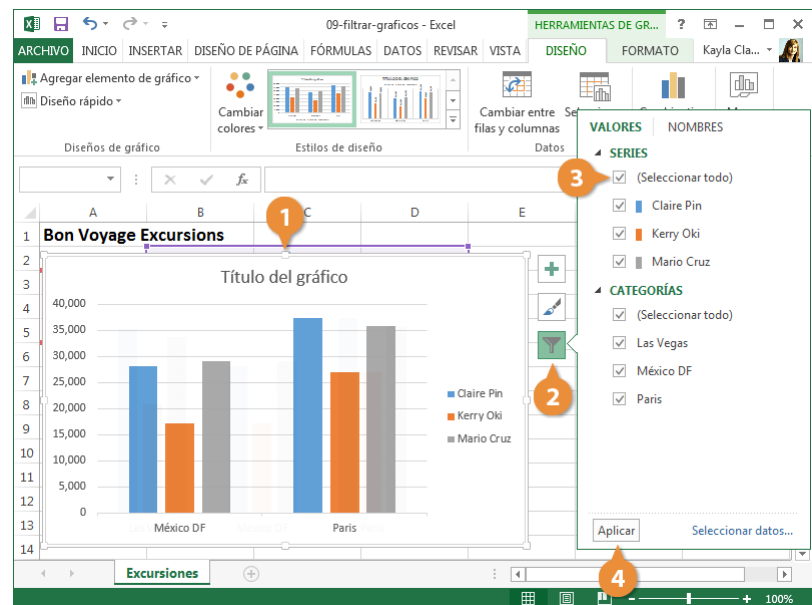 09-filtrar-graficos - Excel
HERRAMIENTAS DE GR...
?
ARCHIVO INICIO INSERTAR DISEÑO DE PÁGINA FÓRMULAS DATOS REVISAR VISTA DISEÑO FORMATO Kayla Cla...
Agregar elemento de gráfico
Diseño rápido
Diseños de gráfico
Cambiar
colores
Estilos de diseño
Cambiar entre
filas y columnas
Datos
fx
A B C D E
1 Bon Voyage Excursions
2
3
4
5
6
7
8
9
10
11
12
13
14
Título del gráfico
40,000
35,000
30,000
25,000
20,000
15,000
10,000
5,000
0
México DF
Paris
Claire Pin
Kerry Oki
Mario Cruz
VALORES NOMBRES
SERIES
(Seleccionar todo)
Claire Pin
Kerry Oki
Mario Cruz
CATEGORÍAS
(Seleccionar todo)
Las Vegas
México DF
Paris
Aplicar
Seleccionar datos...
1
2
3
4
Excursiones
100%